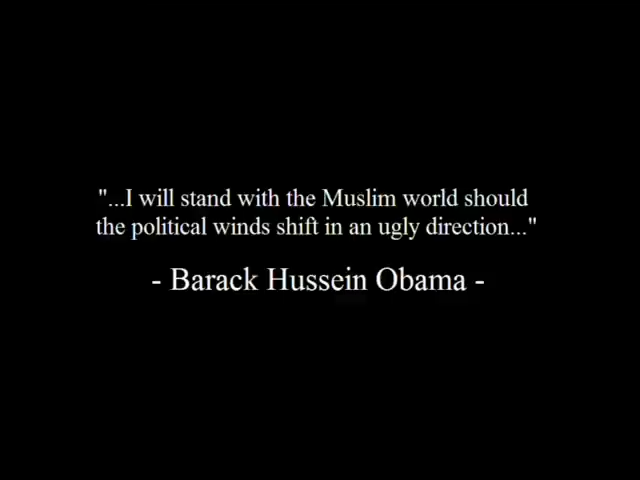 "...I will stand with the Muslim world should
the political winds shift in an ugly direction..."
- Barack Hussein Obama -